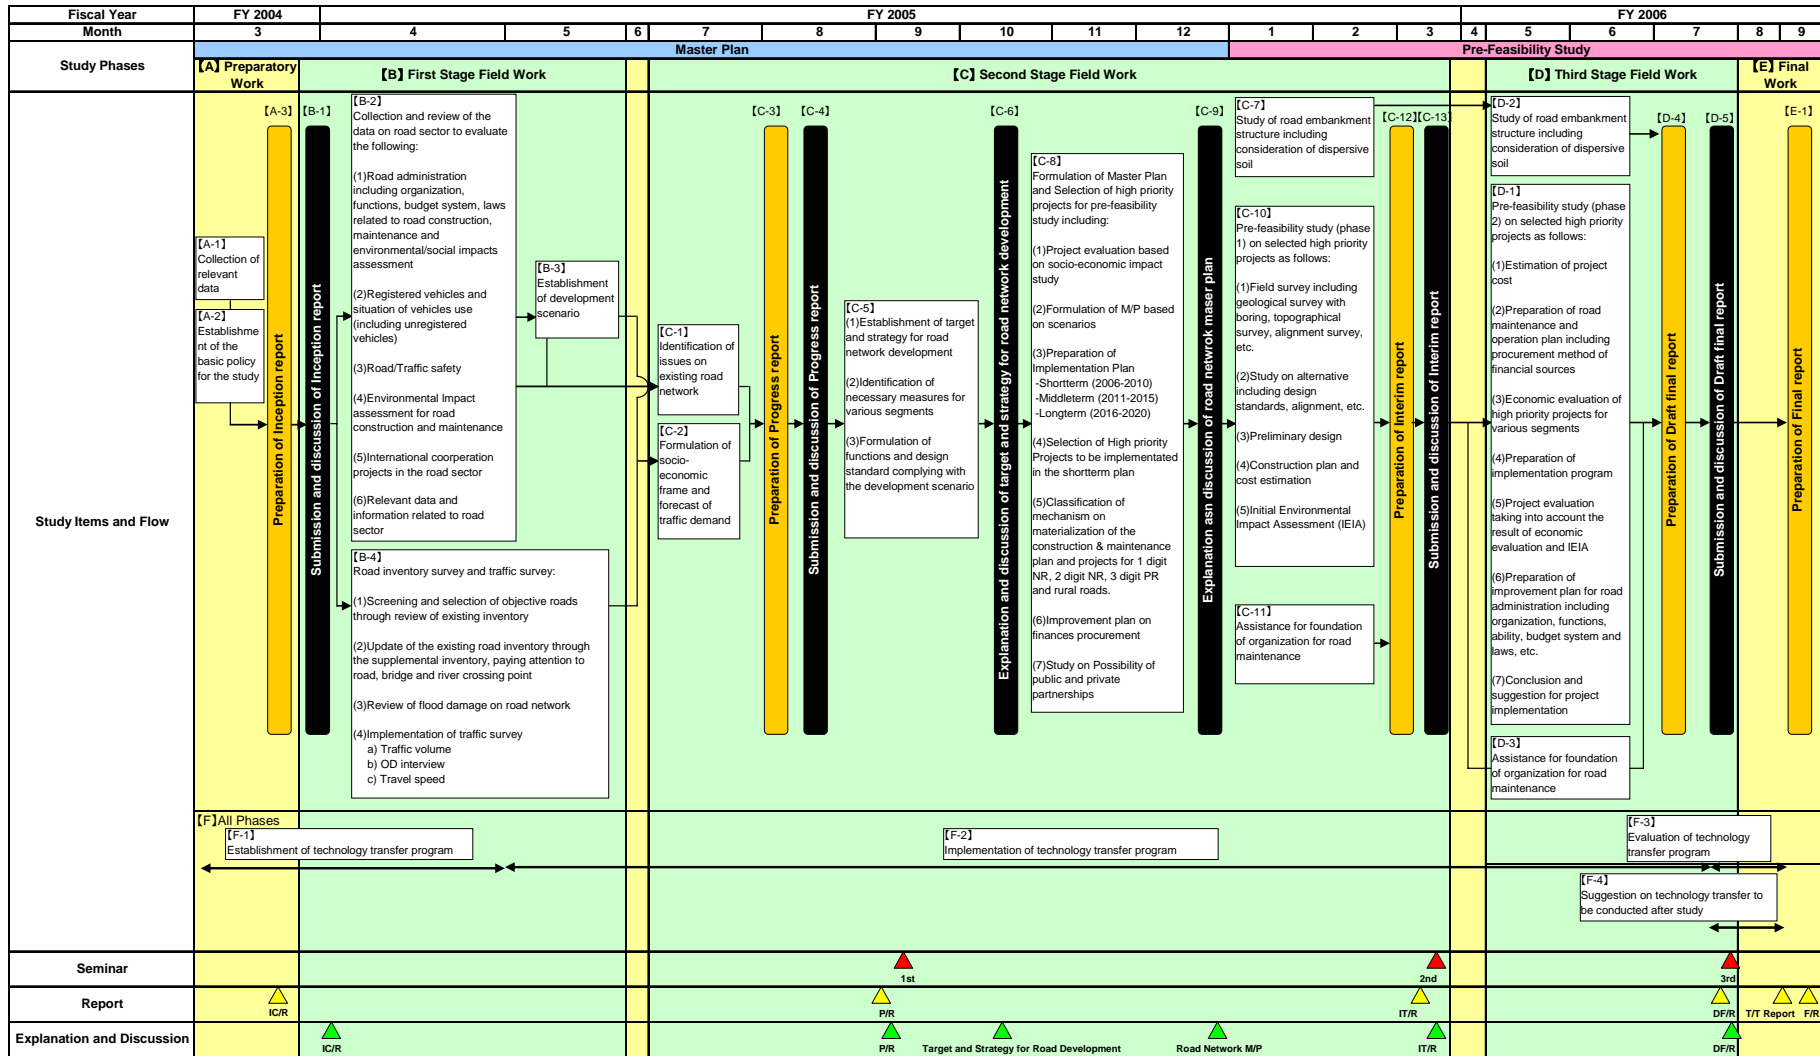 Fiscal Year
FY 2004
FY 2005
FY 2006
Month
3
4
5
6
7
8
9
10
11
12
1
2
3
4
5
6
7
8
9
Study Phases
Master Plan
Pre-Feasibility Study
【A】Preparatory
Work
【B】First Stage Field Work
【C】Second Stage Field Work
【D】Third Stage Field Work
【E】Final
Work
Study Items and Flow
【A-1】
Collection of
relevant
data
【A-2】
Establishme
nt of the
basic policy
for the study
【A-3】
Preparation of Inception report
【B-1】
Submission and discussion of Inception report
【B-2】
Collection and review of the
data on road sector to evaluate
the following:
(1)Road administration
including organization,
functions, budget system, laws
related to road construction,
maintenance and
environmental/social impacts
assessment
(2)Registered vehicles and
situation of vehicles use
(including unregistered
vehicles)
(3)Road/Traffic safety
(4)Environmental Impact
assessment for road
construction and maintenance
(5)International coorperation
projects in the road sector
(6)Relevant data and
information related to road
sector
【B-4】
Road inventory survey and traffic survey:
(1)Screening and selection of objective roads
through review of existing inventory
(2)Update of the existing road inventory through
the supplemental inventory, paying attention to
road, bridge and river crossing point
(3)Review of flood damage on road network
(4)Implementation of traffic survey
a) Traffic volume
b) OD interview
c) Travel speed
【B-3】
Establishment
of development
scenario
【C-1】
Identification of
issues on
existing road
network
【C-2】
Formulation of
socio-
economic
frame and
forecast of
traffic demand
【C-3】
Preparation of Progress report
【C-4】
Submission and discussion of Progress report
【C-5】
(1)Establishment of target
and strategy for road
network development
(2)Identification of
necessary measures for
various segments
(3)Formulation of
functions and design
standard complying with
the development scenario
【C-6】
Explanation and discussion of target and strategy for road network development
【C-8】
Formulation of Master Plan
and Selection of high priority
projects for pre-feasibility
study including:
(1)Project evaluation based
on socio-economic impact
study
(2)Formulation of M/P based
on scenarios
(3)Preparation of
Implementation Plan
-Shortterm (2006-2010)
-Middleterm (2011-2015)
-Longterm (2016-2020)
(4)Selection of High priority
Projects to be implementated
in the shortterm plan
(5)Classification of
mechanism on
materialization of the
construction & maintenance
plan and projects for 1 digit
NR, 2 digit NR, 3 digit PR
and rural roads.
(6)Improvement plan on
finances procurement
(7)Study on Possibility of
public and private
partnerships
【C-9】
Explanation asn discussion of road netwrok maser plan
【C-7】
Study of road embankment
structure including
consideration of dispersive
soil
【C-10】
Pre-feasibility study (phase
1) on selected high priority
projects as follows:
(1)Field survey including
geological survey with
boring, topographical
survey, alignment survey,
etc.
(2)Study on alternative
including design
standards, alignment, etc.
(3)Preliminary design
(4)Construction plan and
cost estimation
(5)Initial Environmental
Impact Assessment (IEIA)
【C-11】
Assistance for foundation
of organization for road
maintenance
【C-12】
Preparation of Interim report
【C-13】
Submission and discussion of Interim report
【D-2】
Study of road embankment
structure including
consideration of dispersive
soil
【D-1】
Pre-feasibility study (phase
2) on selected high priority
projects as follows:
(1)Estimation of project
cost
(2)Preparation of road
maintenance and
operation plan including
procurement method of
financial sources
(3)Economic evaluation of
high priority projects for
various segments
(4)Preparation of
implementation program
(5)Project evaluation
taking into account the
result of economic
evaluation and IEIA
(6)Preparation of
improvement plan for road
administration including
organization, functions,
ability, budget system and
laws, etc.
(7)Conclusion and
suggestion for project
implementation
【D-3】
Assistance for foundation
of organization for road
maintenance
【D-4】
Preparation of Draft final report
【D-5】
Submission and discussion of Draft final report
【E-1】
Preparation of Final report
【F】All Phases
【F-1】
Establishment of technology transfer program
【F-2】
Implementation of technology transfer program
【F-3】
Evaluation of technology
transfer program
【F-4】
Suggestion on technology transfer to
be conducted after study
Seminar
1st
2nd
3rd
Report
IC/R
P/R
IT/R
DF/R
T/T Report
F/R
Explanation and Discussion
IC/R
P/R
Target and Strategy for Road Development
Road Network M/P
IT/R
DF/R